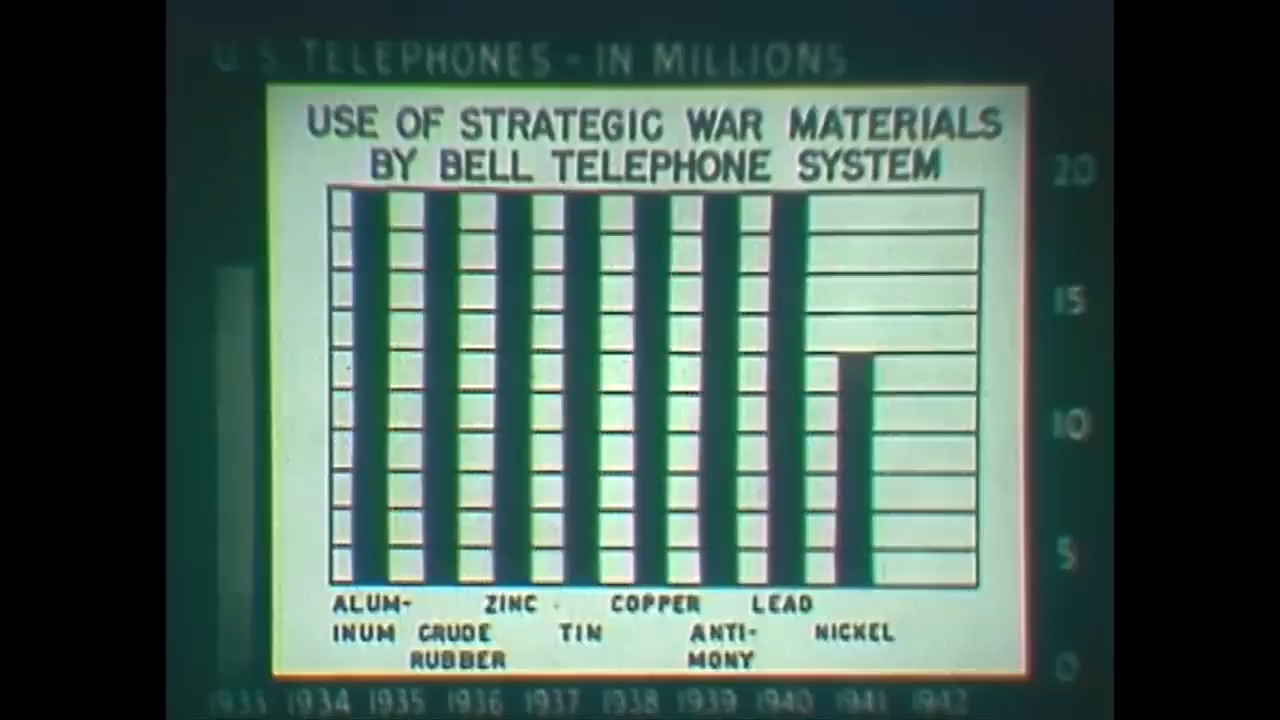 U.S. TELEPHONES - IN MILLIONS
USE OF STRATEGIC WAR MATERIALS
BY BELL TELEPHONE SYSTEM
20
15
10
5
0
ALUM- ZINC COPPER LEAD
INUM CRUDE TIN ANTI- NICKEL
RUBBER MONY
1933 1934 1935 1936 1937 1938 1939 1940 1941 1942